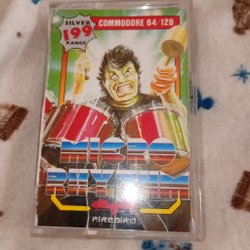 SILVER
199
RANGE
COMMODORE 64/128
MICRO
RHYTHM
FIREBIRD